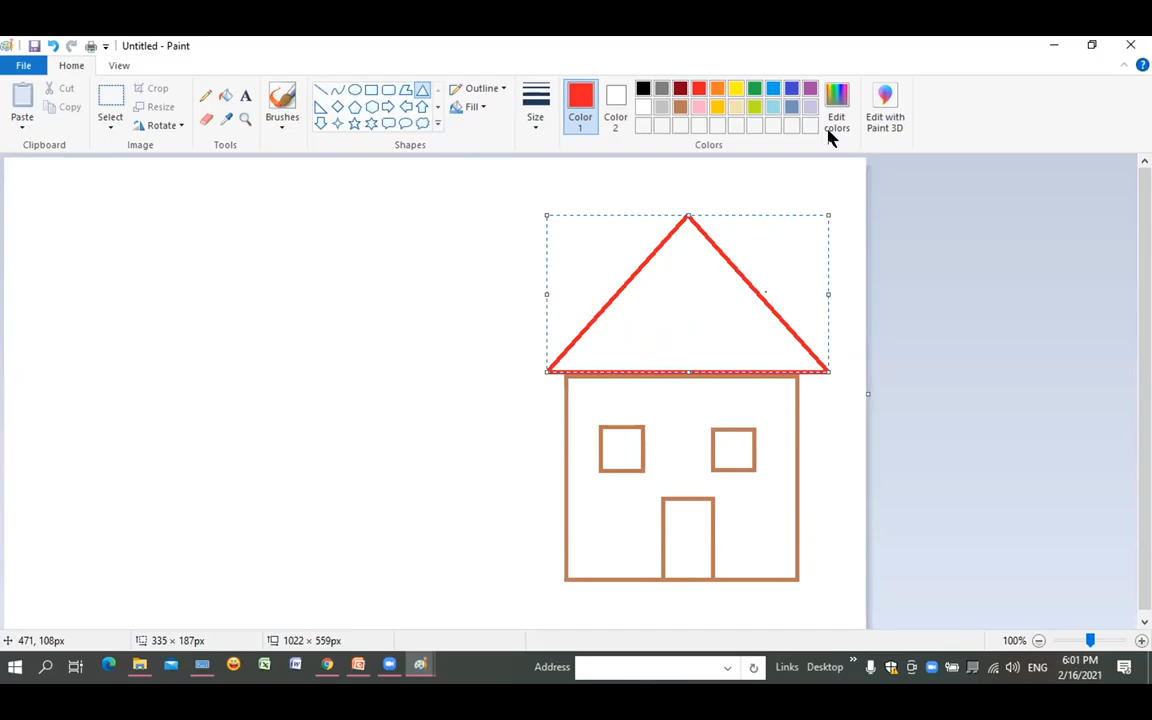 Untitled - Paint
File Home View
Paste
Cut
Copy
Clipboard
Select
Crop
Resize
Rotate
Image
A
Tools
Brushes
Shapes
Outline
Fill
Size
Color 1
Color 2
Colors
Edit colors
Edit with Paint 3D
471, 108px
335 × 187px
1022 × 559px
100%
Address
Links
Desktop
ENG
6:01 PM
2/16/2021